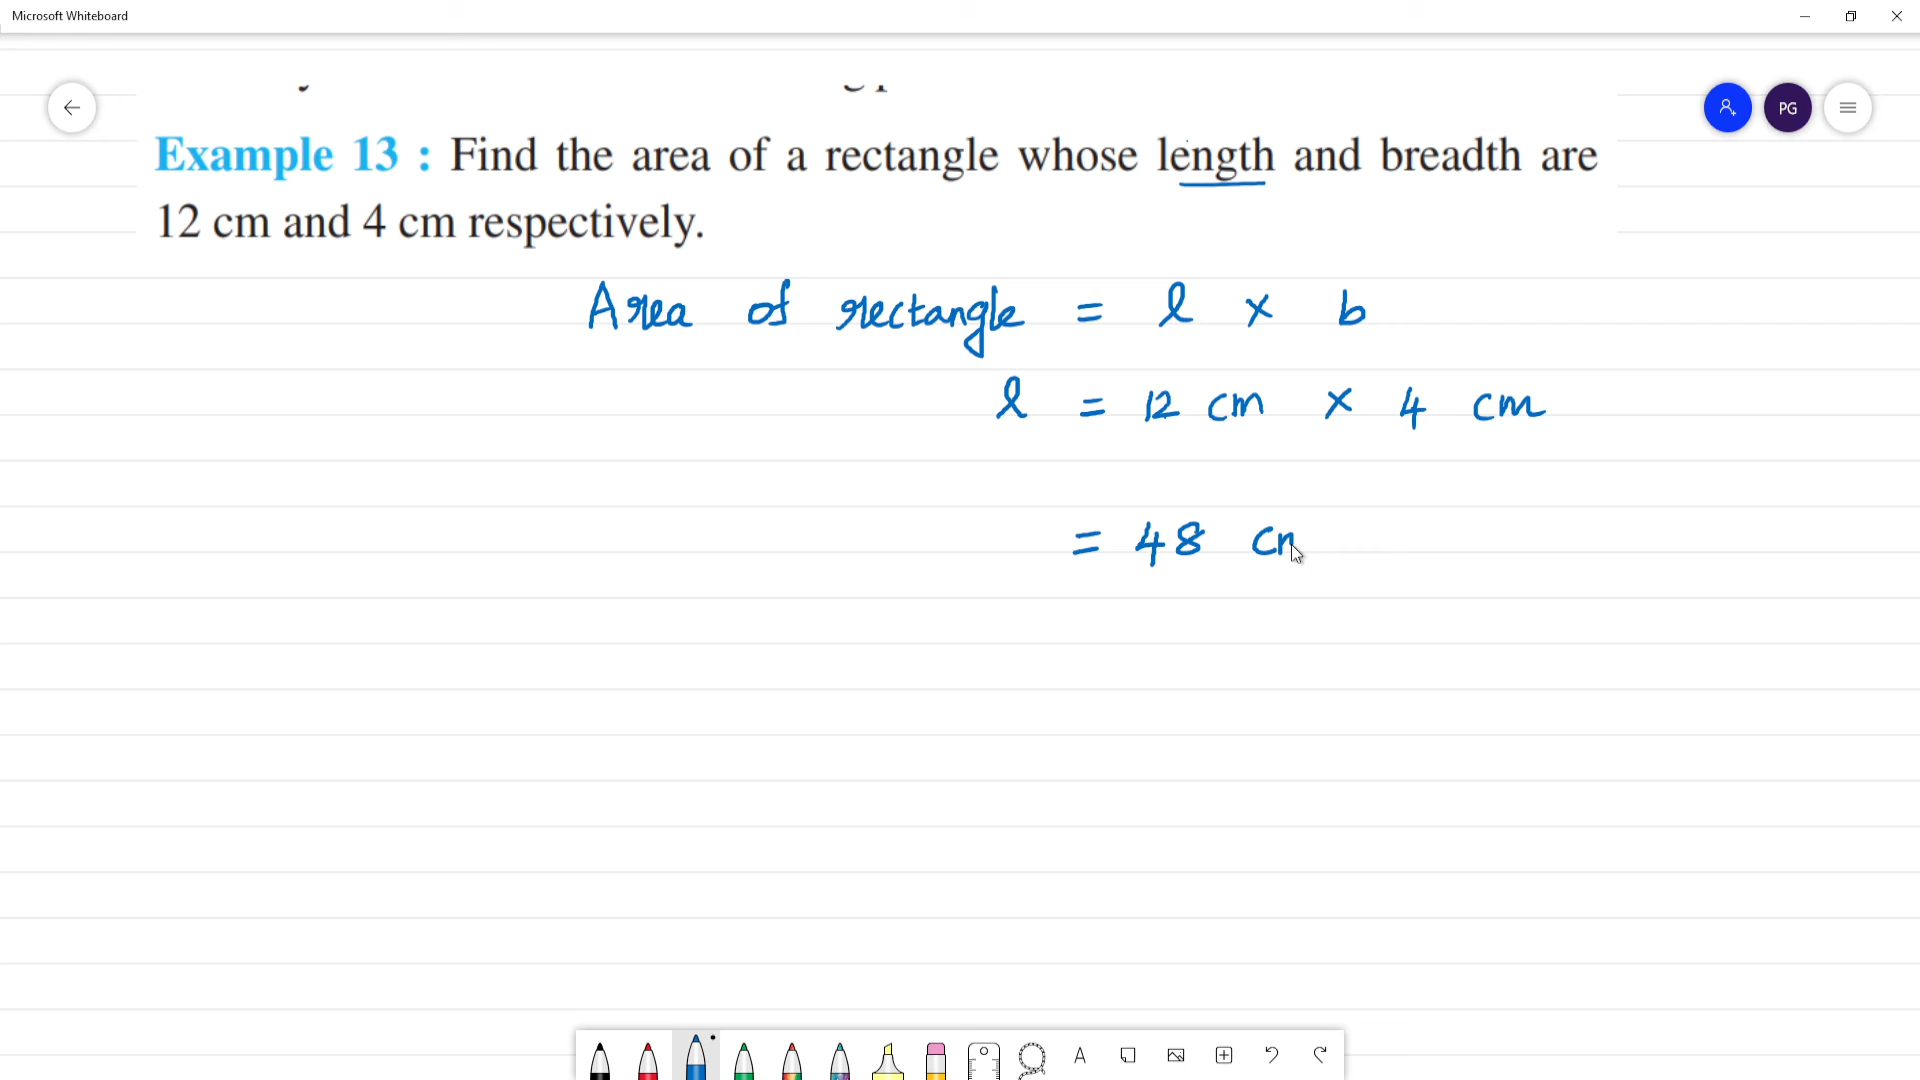 Microsoft Whiteboard
PG
Example 13 : Find the area of a rectangle whose length and breadth are
12 cm and 4 cm respectively.
Area of rectangle = l x b
l = 12 cm x 4 cm
= 48 cm
A